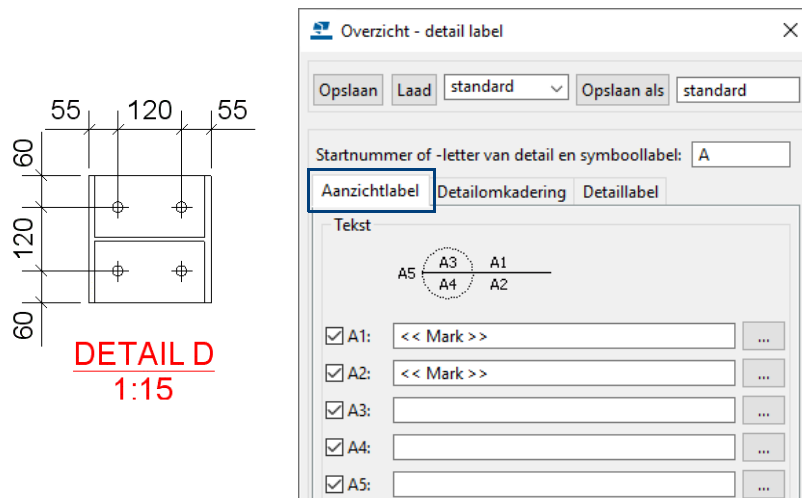 55 120 55
60
120
60
DETAIL D
1:15
Overzicht - detail label
Opslaan Laad standard Opslaan als standard
Startnummer of -letter van detail en symboollabel: A
Aanzichtlabel Detailomkadering Detaillabel
Tekst
A5 A3 A1
A4 A2
A1: << Mark >> ...
A2: << Mark >> ...
A3: ...
A4: ...
A5: ...